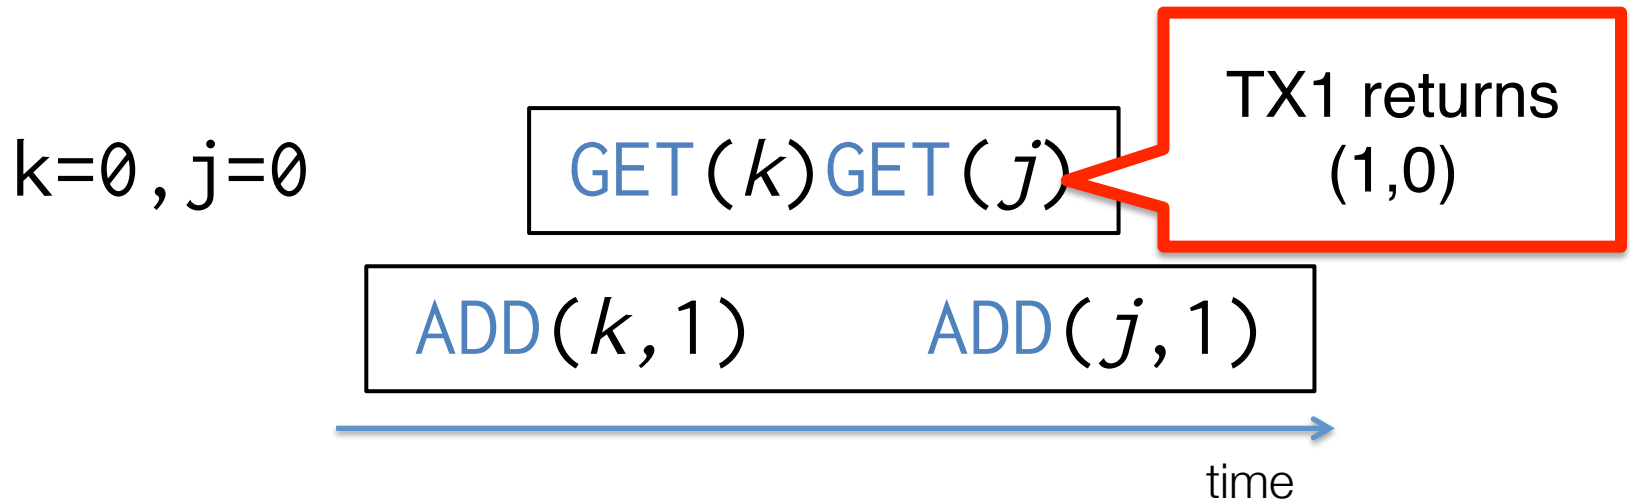 k=0,j=0
GET(k)GET(j)
TX1 returns
(1,0)
ADD(k,1) ADD(j,1)
time